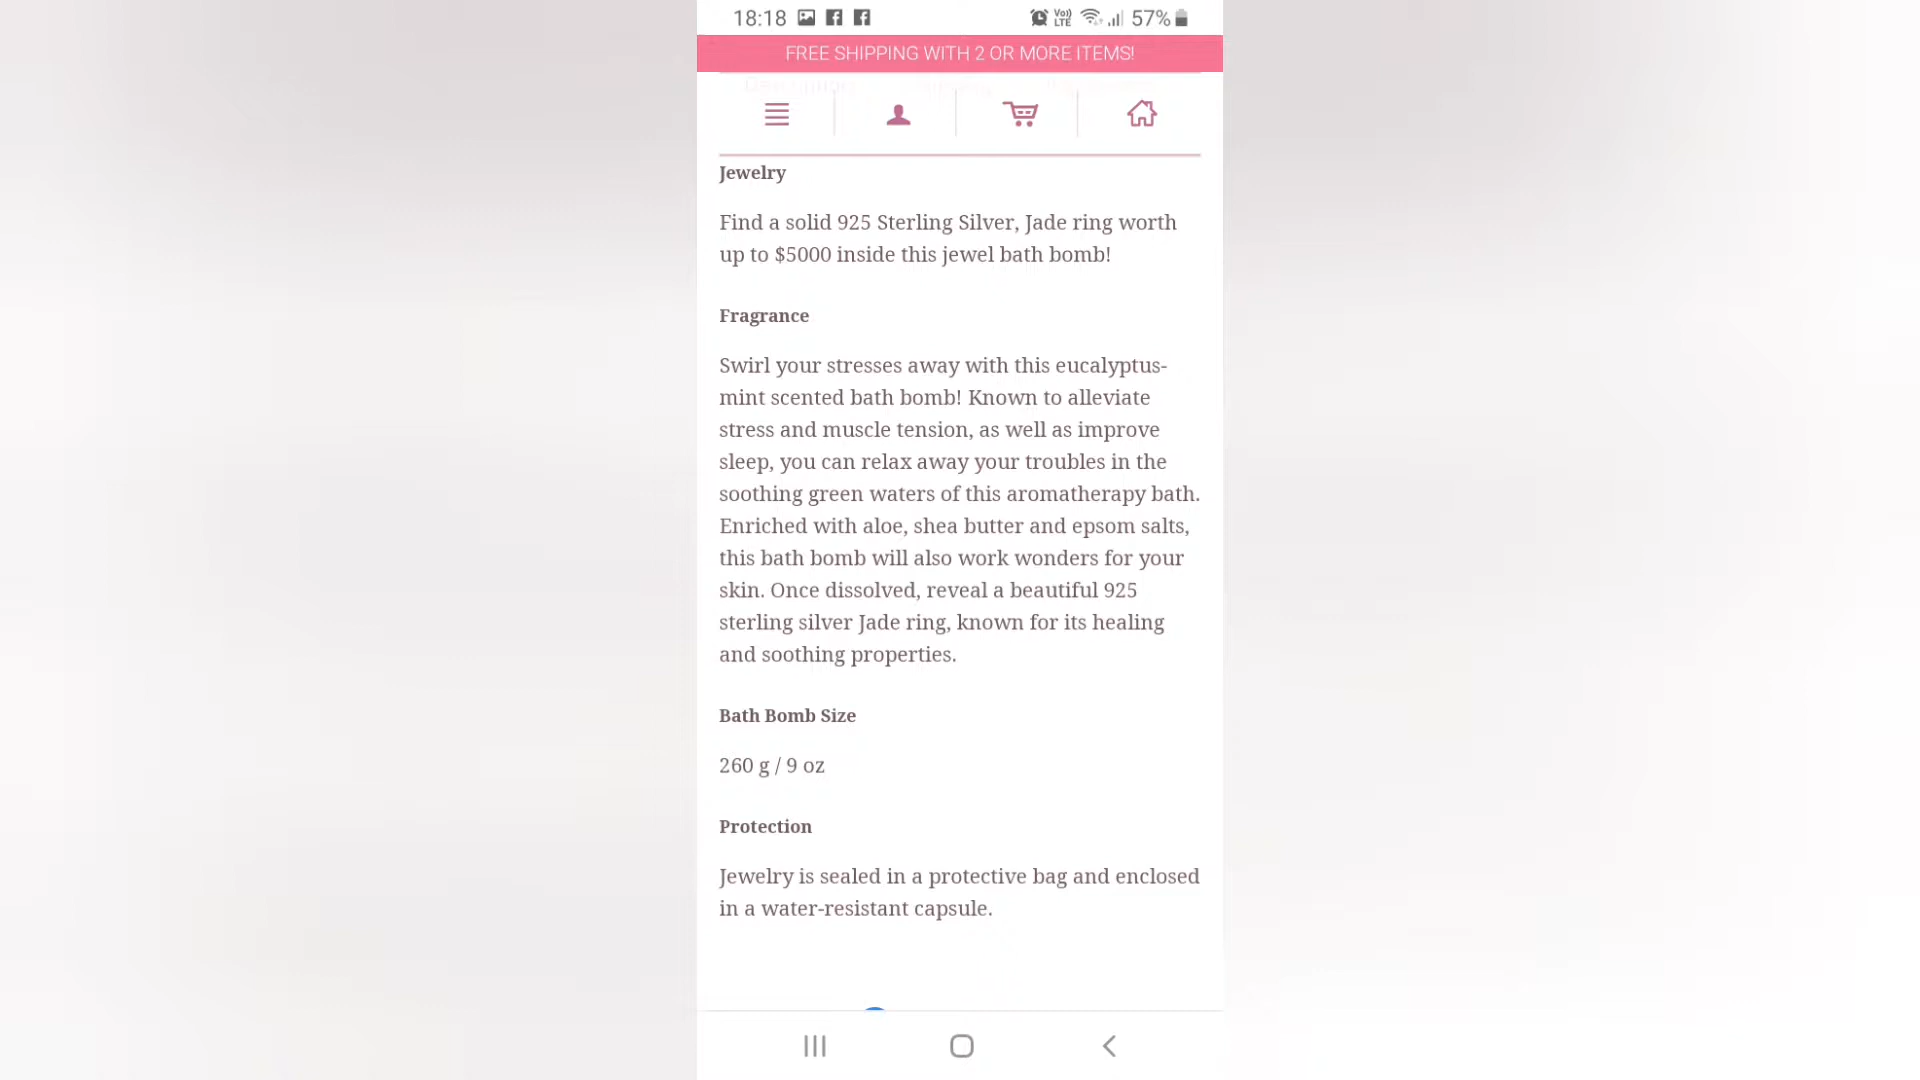 18:18
Vo)) LTE 57%
FREE SHIPPING WITH 2 OR MORE ITEMS!
Jewelry
Find a solid 925 Sterling Silver, Jade ring worth
up to $5000 inside this jewel bath bomb!
Fragrance
Swirl your stresses away with this eucalyptus-
mint scented bath bomb! Known to alleviate
stress and muscle tension, as well as improve
sleep, you can relax away your troubles in the
soothing green waters of this aromatherapy bath.
Enriched with aloe, shea butter and epsom salts,
this bath bomb will also work wonders for your
skin. Once dissolved, reveal a beautiful 925
sterling silver Jade ring, known for its healing
and soothing properties.
Bath Bomb Size
260 g / 9 oz
Protection
Jewelry is sealed in a protective bag and enclosed
in a water-resistant capsule.